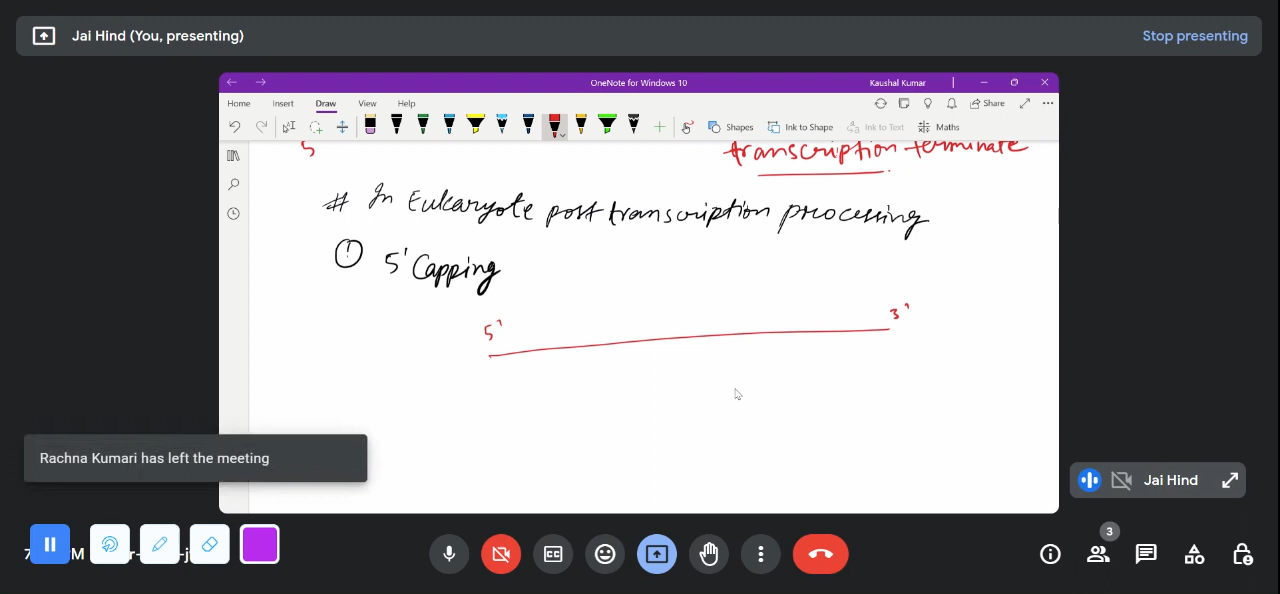 Jai Hind (You, presenting)
Stop presenting
OneNote for Windows 10
Kaushal Kumar
Home Insert Draw View Help
Share
Shapes Ink to Shape Ink to Text Maths
5
transcription terminate
# In Eukaryote post transcription processing
① 5' Capping
5' 3'
Rachna Kumari has left the meeting
Jai Hind
3
CC